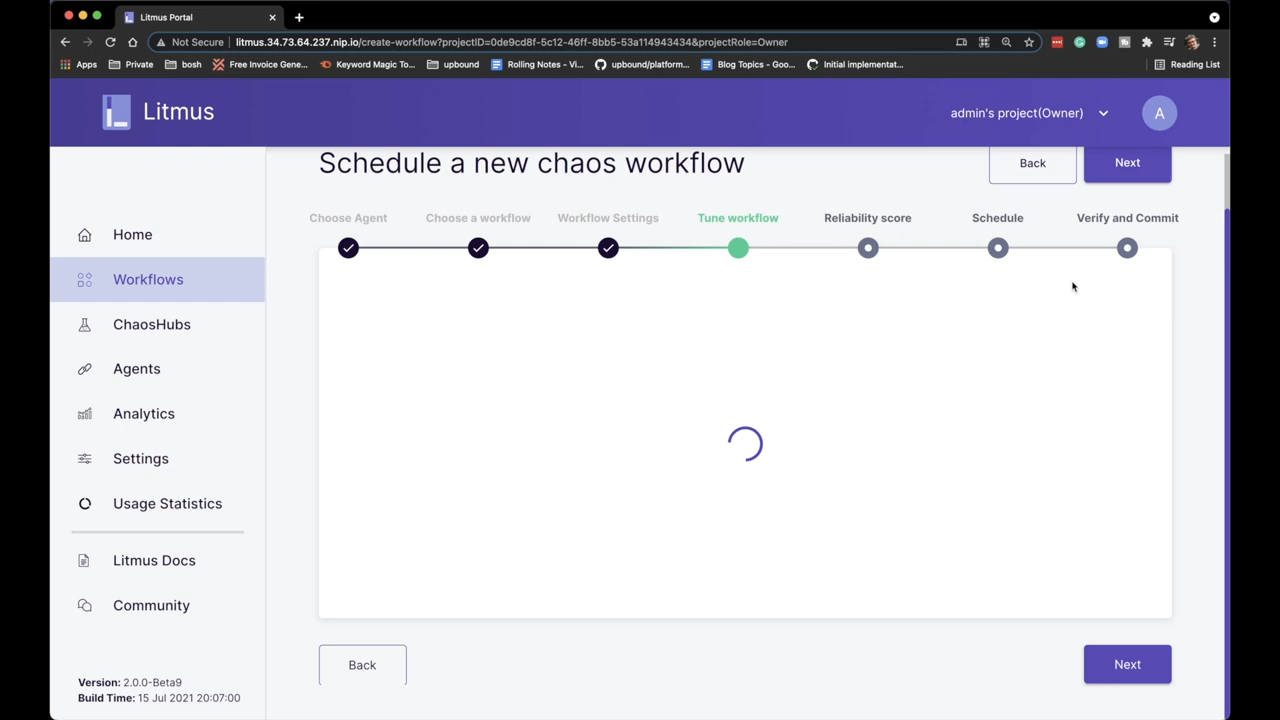 Litmus Portal
Not Secure litmus.34.73.64.237.nip.io/create-workflow?projectID=0de9cd8f-5c12-46ff-8bb5-53a114943434&projectRole=Owner
Apps Private bosh Free Invoice Gene... Keyword Magic To... upbound Rolling Notes - Vi... upbound/platform... Blog Topics - Goo... Initial implementat... Reading List
Litmus
admin's project(Owner) A
Schedule a new chaos workflow
Back Next
Choose Agent Choose a workflow Workflow Settings Tune workflow Reliability score Schedule Verify and Commit
Home
Workflows
ChaosHubs
Agents
Analytics
Settings
Usage Statistics
Litmus Docs
Community
Back Next
Version: 2.0.0-Beta9
Build Time: 15 Jul 2021 20:07:00